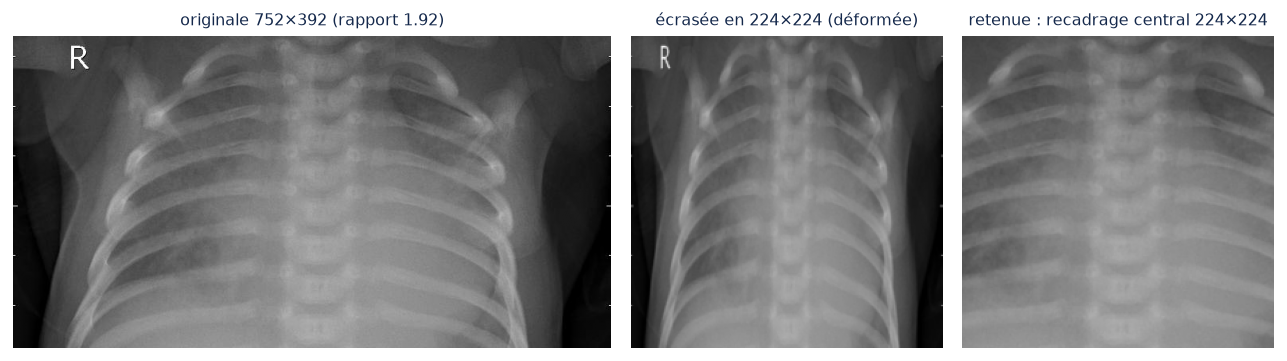 originale 752×392 (rapport 1.92)
écrasée en 224×224 (déformée)
retenue : recadrage central 224×224
R
R